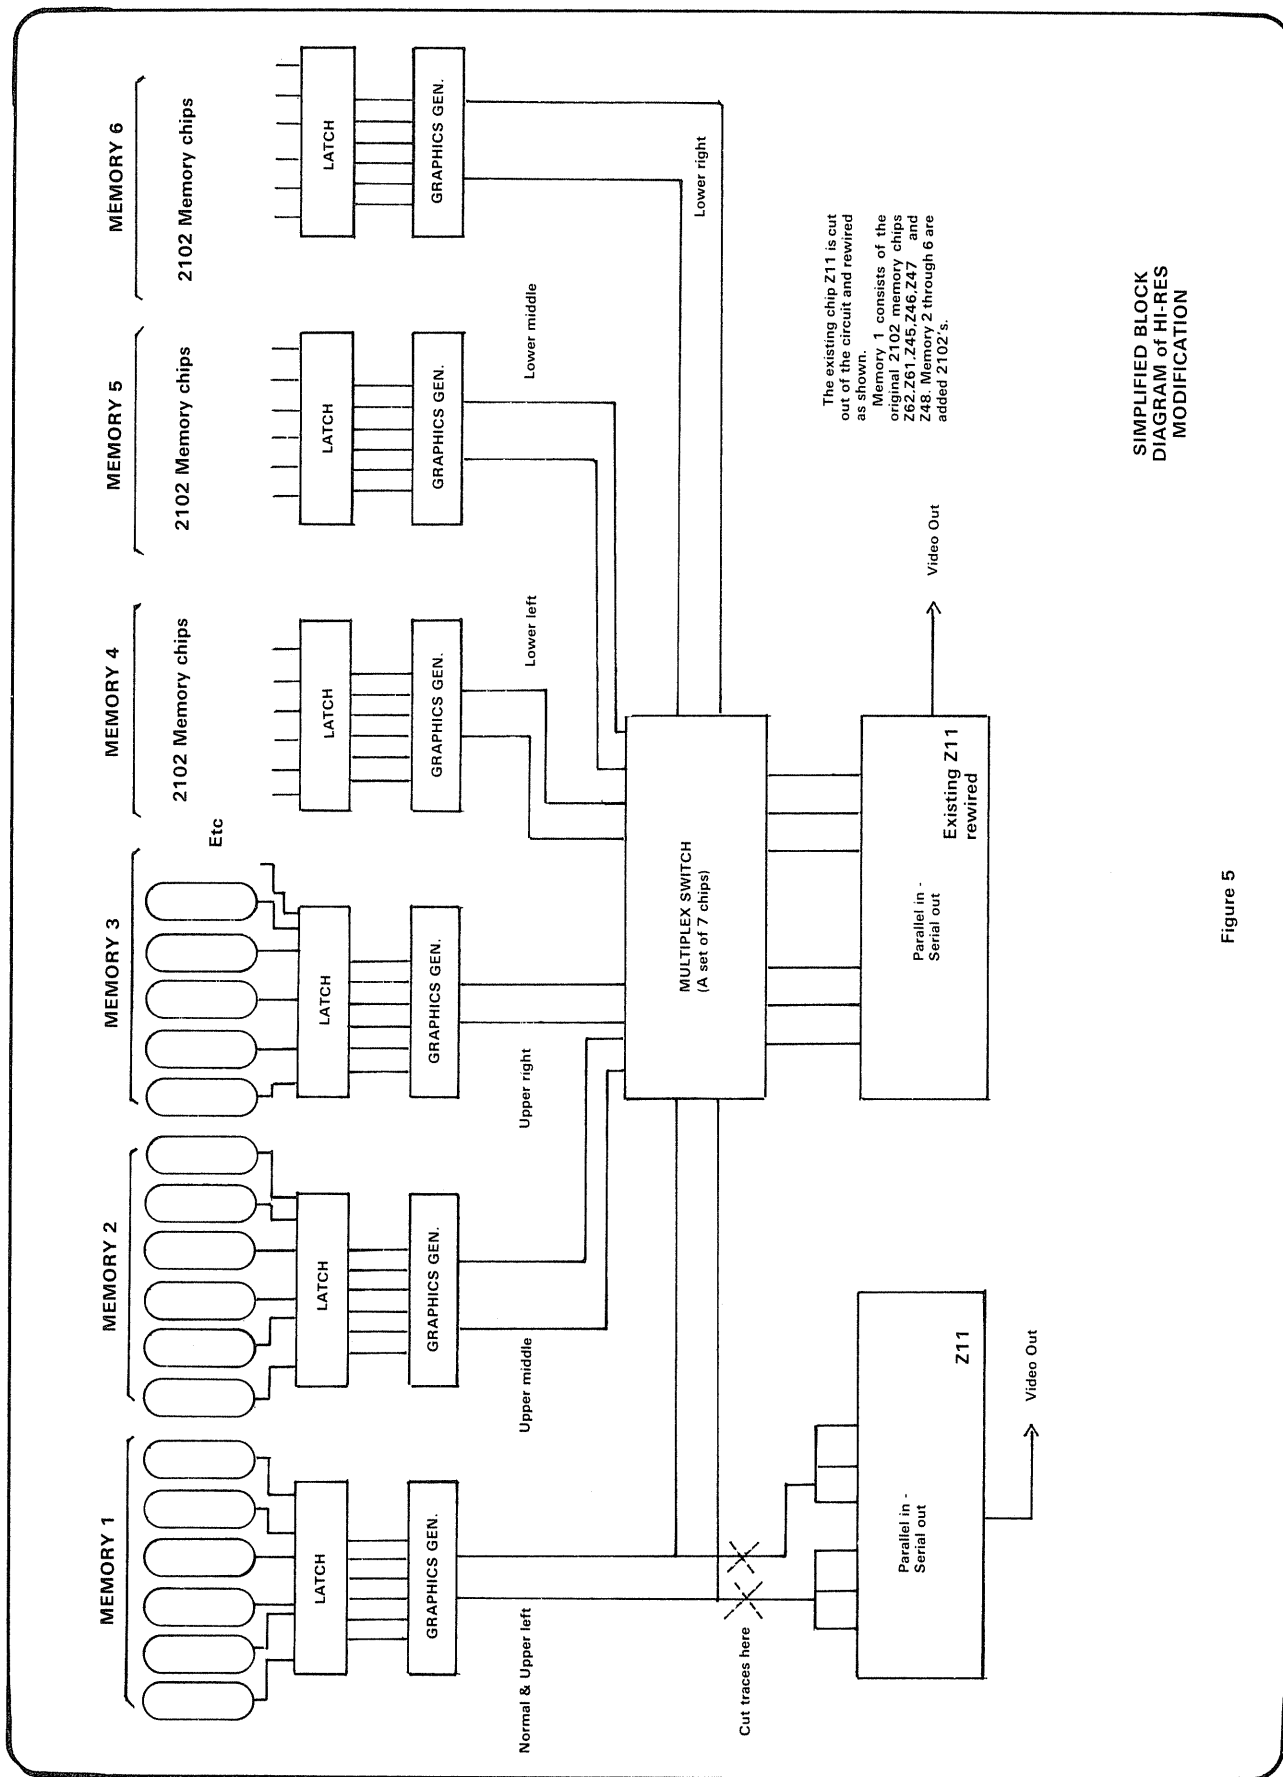 MEMORY 1
MEMORY 2
MEMORY 3
MEMORY 4
MEMORY 5
MEMORY 6
Etc
2102 Memory chips
2102 Memory chips
2102 Memory chips
LATCH
LATCH
LATCH
LATCH
LATCH
LATCH
GRAPHICS GEN.
GRAPHICS GEN.
GRAPHICS GEN.
GRAPHICS GEN.
GRAPHICS GEN.
GRAPHICS GEN.
Normal & Upper left
Upper middle
Upper right
Lower left
Lower middle
Lower right
MULTIPLEX SWITCH
(A set of 7 chips)
Cut traces here
Parallel in -
Serial out
Z11
Video Out
Parallel in -
Serial out
Existing Z11
rewired
Video Out
The existing chip Z11 is cut
out of the circuit and rewired
as shown.
Memory 1 consists of the
original 2102 memory chips
Z62.Z61.Z45.Z46.Z47 and
Z48. Memory 2 through 6 are
added 2102's.
SIMPLIFIED BLOCK
DIAGRAM of HI-RES
MODIFICATION
Figure 5